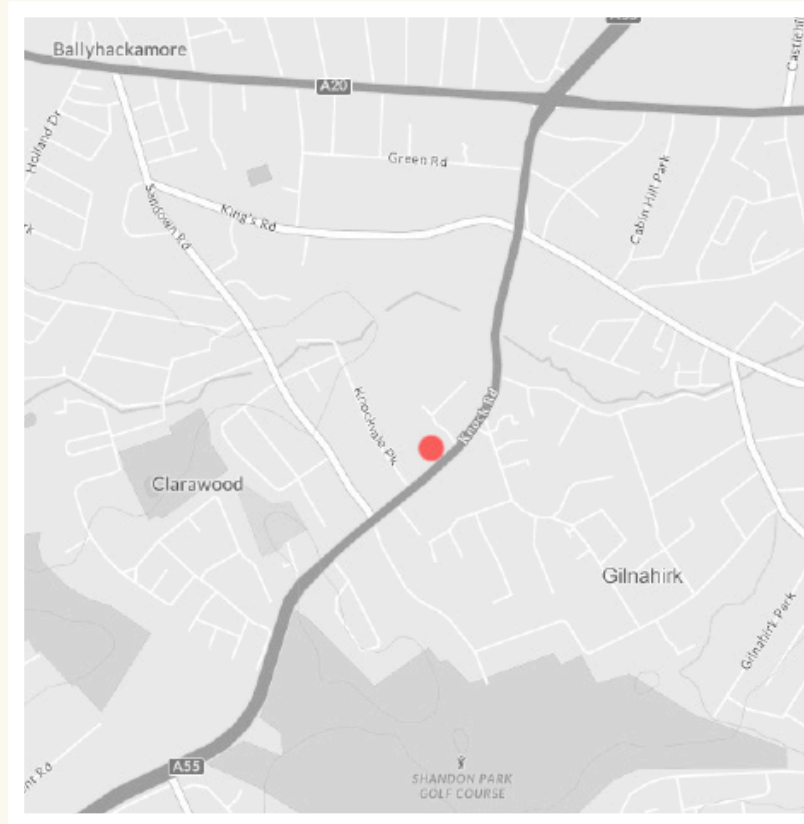 Ballyhackamore
A20
Holland Dr
Green Rd
Cabin Hill Park
Sandown Rd
King's Rd
Knockvale Pk
Knock Rd
Clarawood
Gilnahirk
Gilnahirk Park
A55
SHANDON PARK
GOLF COURSE